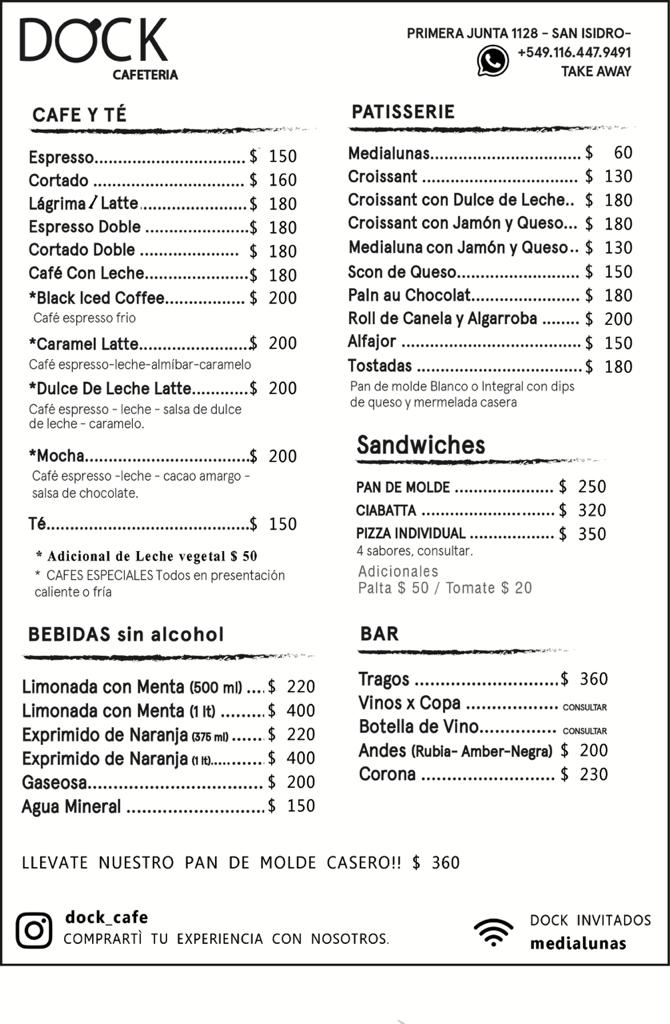 DOCK
CAFETERIA
PRIMERA JUNTA 1128 - SAN ISIDRO-
+549.116.447.9491
TAKE AWAY
CAFE Y TÉ
Espresso............................. $ 150
Cortado ............................. $ 160
Lágrima / Latte.................... $ 180
Espresso Doble .................... $ 180
Cortado Doble ................... $ 180
Café Con Leche.................... $ 180
*Black Iced Coffee............... $ 200
Café espresso frio
*Caramel Latte.....................$ 200
Café espresso-leche-almíbar-caramelo
*Dulce De Leche Latte...........$ 200
Café espresso - leche - salsa de dulce
de leche - caramelo.
*Mocha.................................$ 200
Café espresso -leche - cacao amargo -
salsa de chocolate.
Té.......................................$ 150
* Adicional de Leche vegetal $ 50
* CAFES ESPECIALES Todos en presentación
caliente o fría
PATISSERIE
Medialunas............................. $ 60
Croissant .............................. $ 130
Croissant con Dulce de Leche.. $ 180
Croissant con Jamón y Queso... $ 180
Medialuna con Jamón y Queso.. $ 130
Scon de Queso........................ $ 150
PaIn au Chocolat..................... $ 180
Roll de Canela y Algarroba ....... $ 200
Alfajor .................................. $ 150
Tostadas ................................ $ 180
Pan de molde Blanco o Integral con dips
de queso y mermelada casera
Sandwiches
PAN DE MOLDE ..................... $ 250
CIABATTA ........................... $ 320
PIZZA INDIVIDUAL ................. $ 350
4 sabores, consultar.
Adicionales
Palta $ 50 / Tomate $ 20
BEBIDAS sin alcohol
Limonada con Menta (500 ml) ....$ 220
Limonada con Menta (1 lt) .........$ 400
Exprimido de Naranja (375 ml) ......$ 220
Exprimido de Naranja (1 lt)..........$ 400
Gaseosa.................................. $ 200
Agua Mineral ...........................$ 150
BAR
Tragos ............................$ 360
Vinos x Copa .................. CONSULTAR
Botella de Vino............... CONSULTAR
Andes (Rubia- Amber-Negra) $ 200
Corona .......................... $ 230
LLEVATE NUESTRO PAN DE MOLDE CASERO!! $ 360
dock_cafe
COMPRARTÌ TU EXPERIENCIA CON NOSOTROS.
DOCK INVITADOS
medialunas